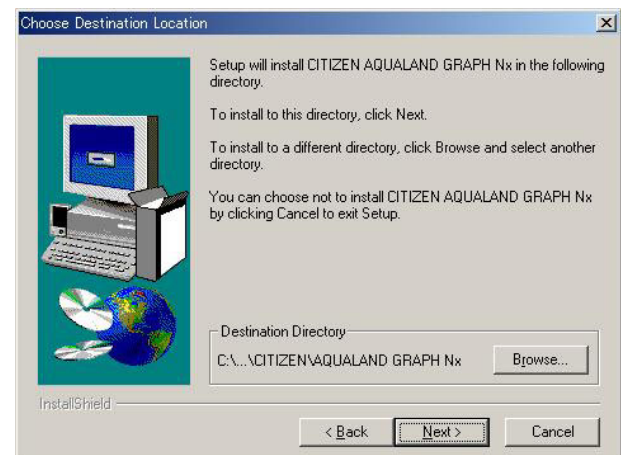 Choose Destination Location
Setup will install CITIZEN AQUALAND GRAPH Nx in the following
directory.
To install to this directory, click Next.
To install to a different directory, click Browse and select another
directory.
You can choose not to install CITIZEN AQUALAND GRAPH Nx
by clicking Cancel to exit Setup.
Destination Directory
C:\...\CITIZEN\AQUALAND GRAPH Nx
Browse...
InstallShield
< Back
Next >
Cancel